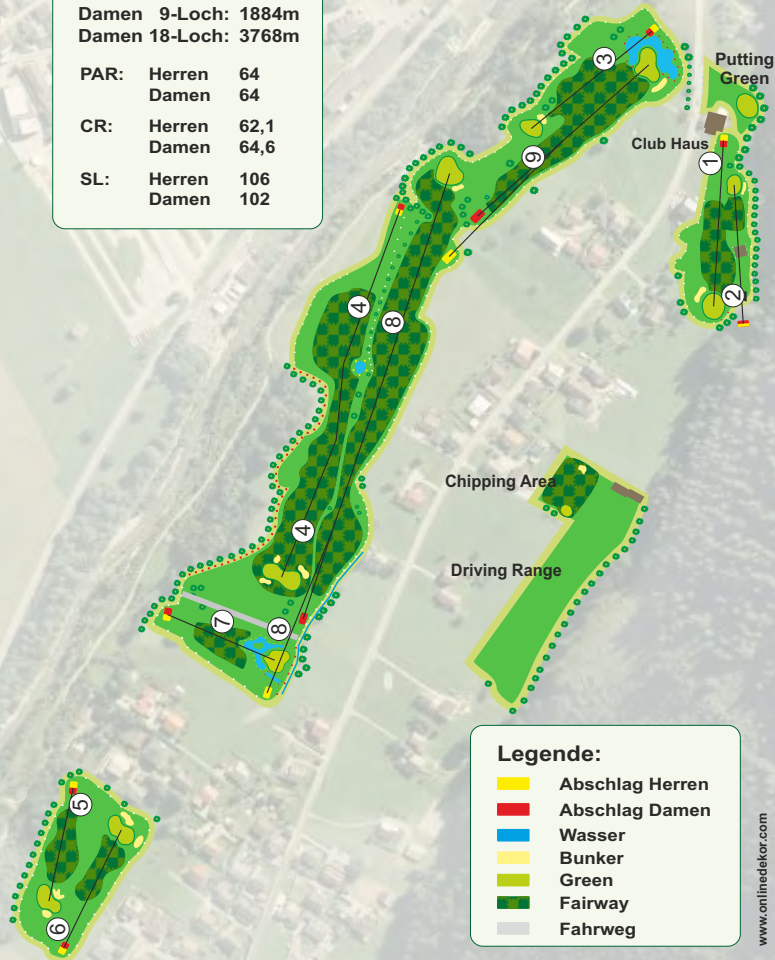 Damen 9-Loch: 1884m
Damen 18-Loch: 3768m
PAR: Herren 64
Damen 64
CR: Herren 62,1
Damen 64,6
SL: Herren 106
Damen 102
3
Putting
Green
Club Haus
1
9
4
8
2
Chipping Area
4
Driving Range
7
8
5
6
Legende:
Abschlag Herren
Abschlag Damen
Wasser
Bunker
Green
Fairway
Fahrweg
www.onlinedekor.com